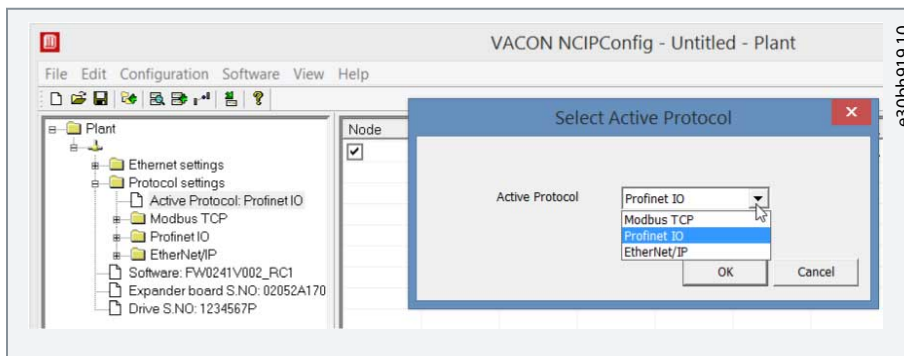 VACON NCIPConfig - Untitled - Plant
File Edit Configuration Software View Help
Plant
Ethernet settings
Protocol settings
Active Protocol: Profinet IO
Modbus TCP
Profinet IO
EtherNet/IP
Software: FW0241V002_RC1
Expander board S.NO: 02052A170
Drive S.NO: 1234567P
Node
Select Active Protocol
Active Protocol
Profinet IO
Modbus TCP
Profinet IO
EtherNet/IP
OK Cancel
e30bh919.10